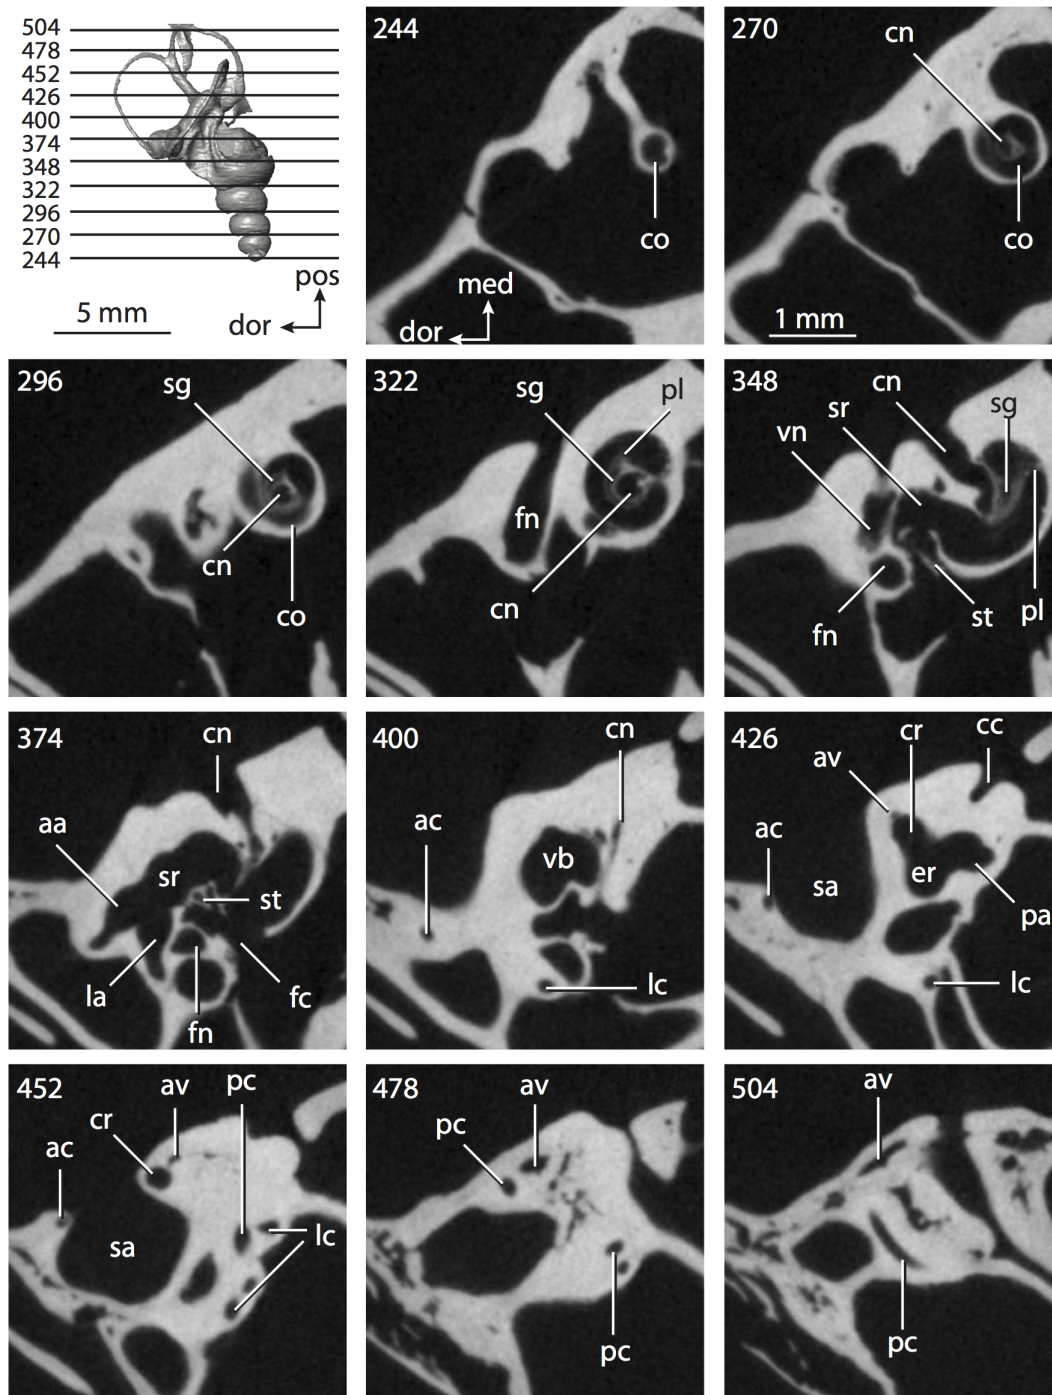 504
478
452
426
400
374
348
322
296
270
244
pos
5 mm
dor
244
co
med
dor
270
cn
co
1 mm
296
sg
cn
co
322
sg
pl
fn
cn
348
cn
sr
sg
vn
fn
st
pl
374
cn
aa
sr
st
la
fc
fn
400
cn
ac
vb
lc
426
cr
cc
av
ac
sa
er
pa
lc
452
av
pc
cr
ac
sa
lc
478
av
pc
pc
504
av
pc